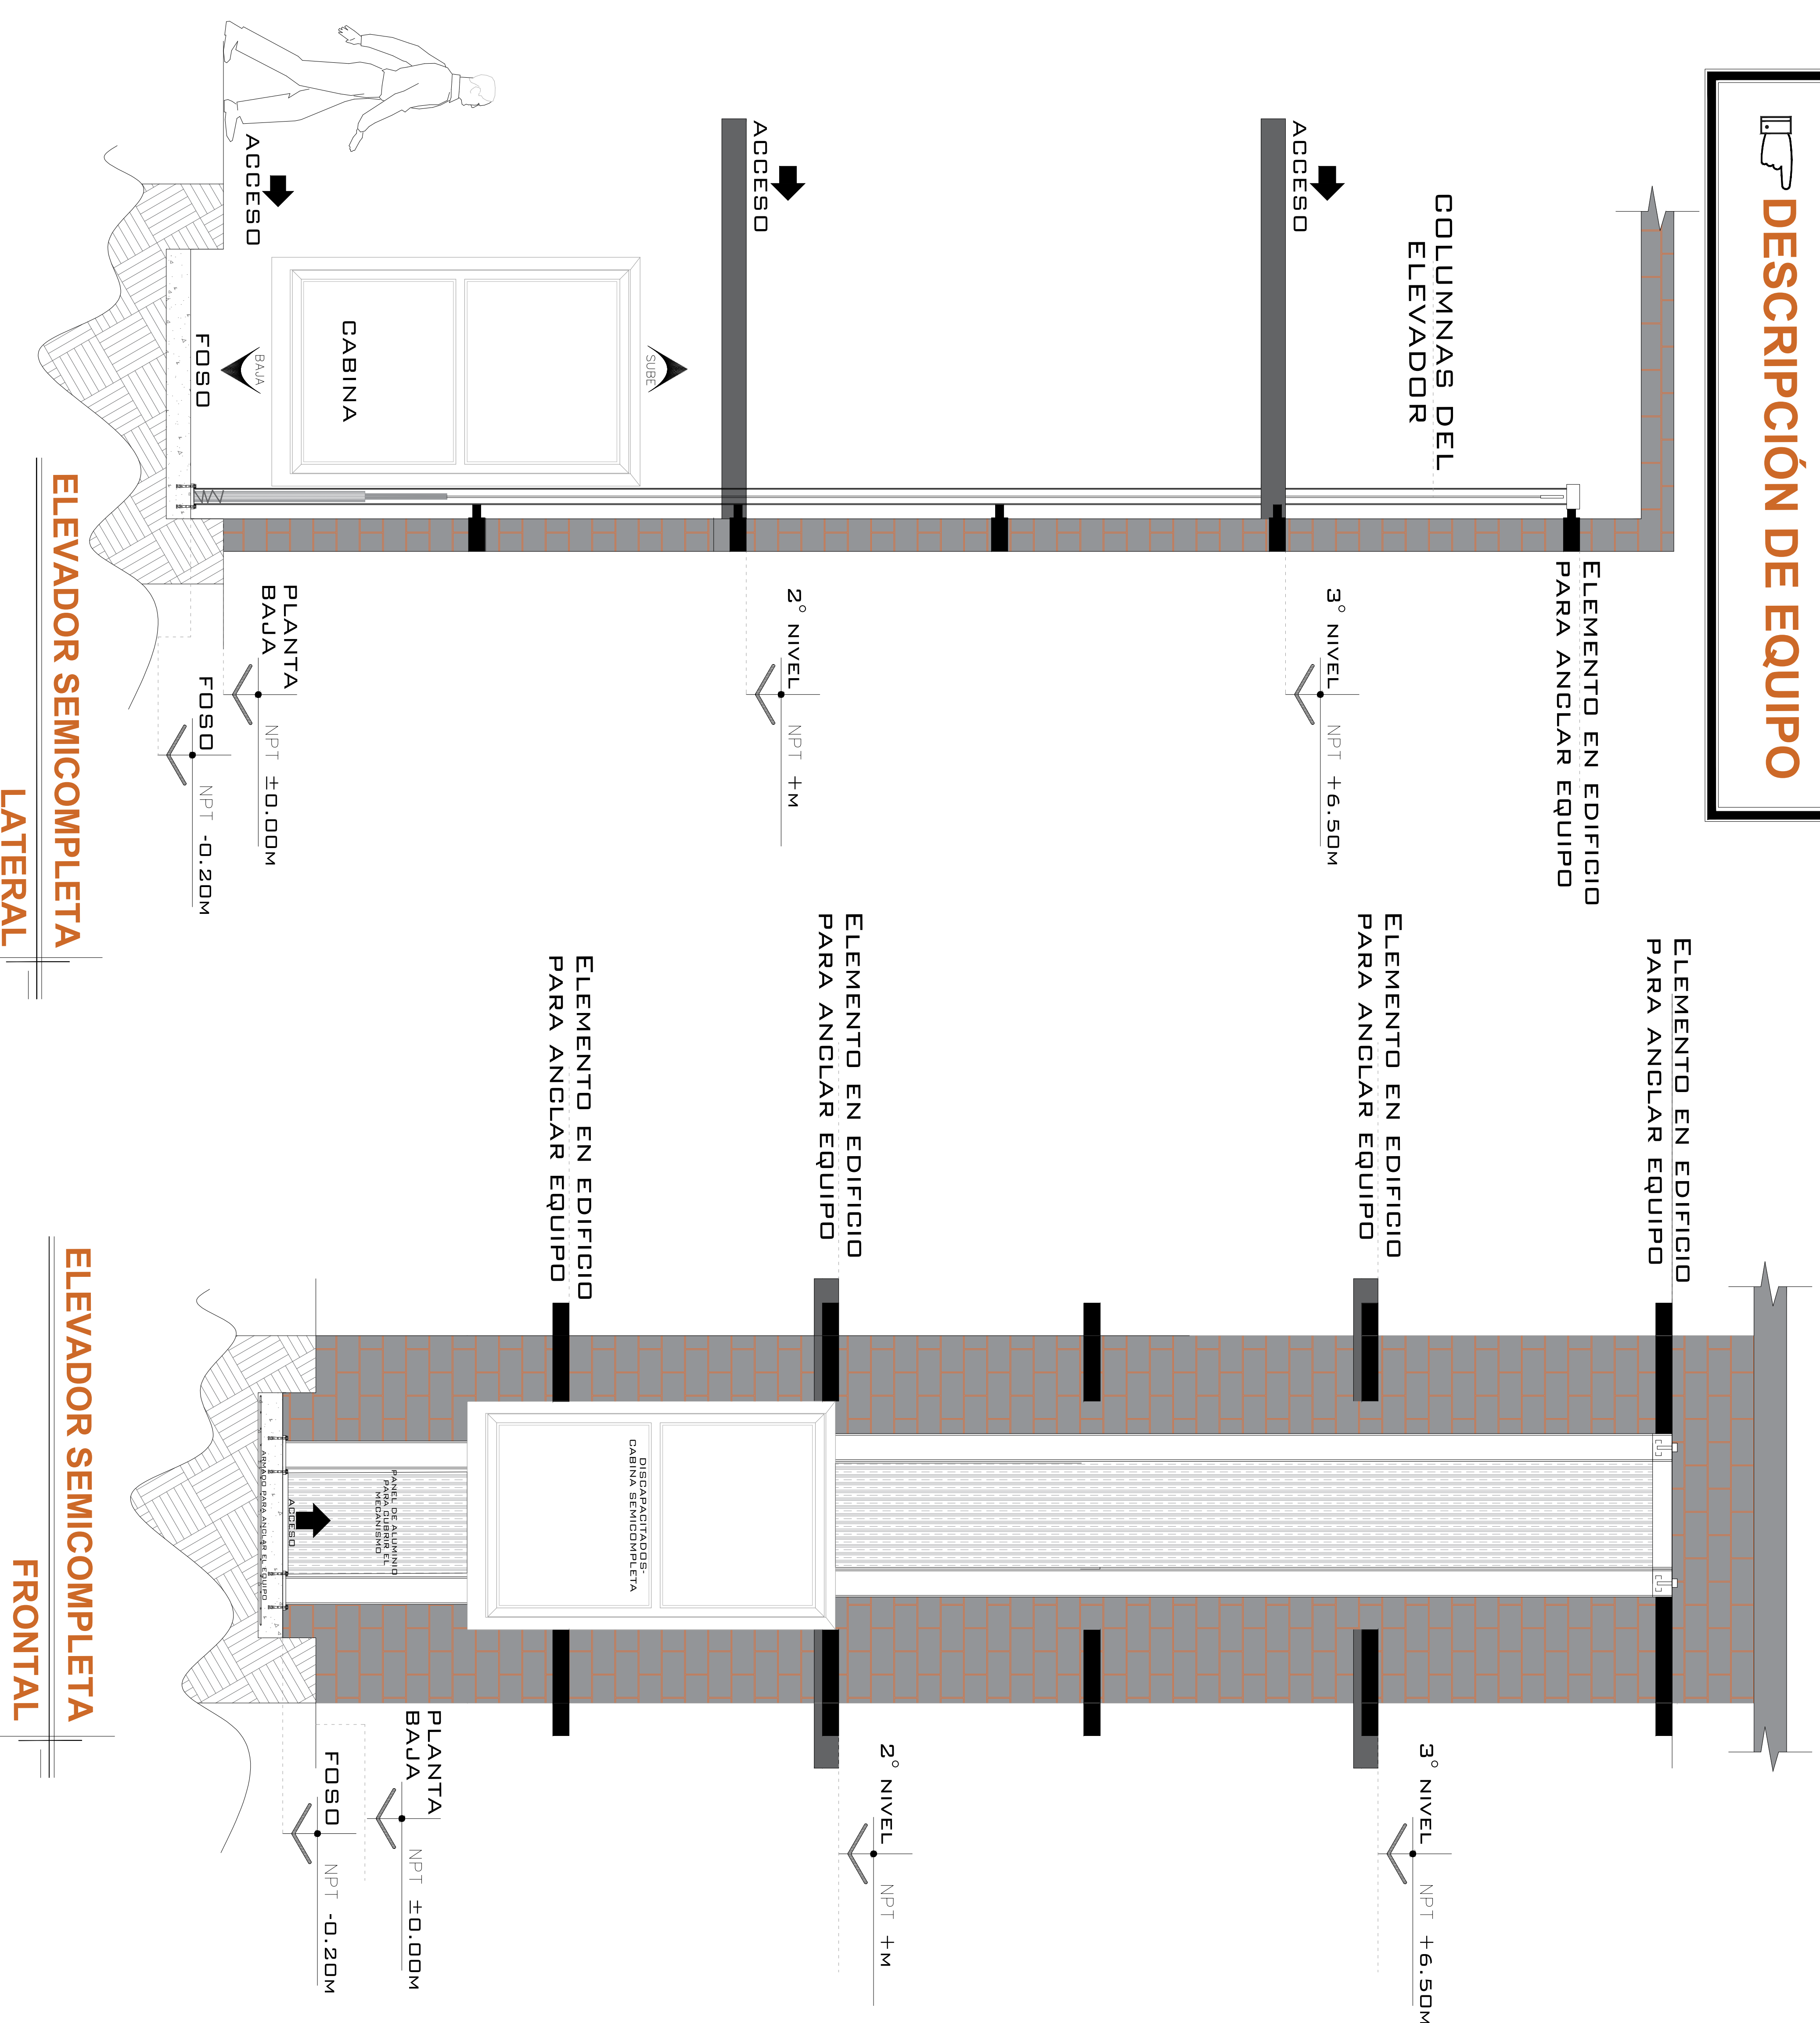 DESCRIPCIÓN DE EQUIPO
COLUMNAS DEL
ELEVADOR
ELEMENTO EN EDIFICIO
PARA ANCLAR EQUIPO
ACCESO
3° NIVEL
NPT +6.50M
ACCESO
2° NIVEL
NPT +M
SUBE
CABINA
BAJA
ACCESO
FOSO
PLANTA
BAJA
NPT ±0.00M
FOSO
NPT -0.20M
ELEVADOR SEMICOMPLETA
LATERAL
ELEMENTO EN EDIFICIO
PARA ANCLAR EQUIPO
ELEMENTO EN EDIFICIO
PARA ANCLAR EQUIPO
3° NIVEL
NPT +6.50M
ELEMENTO EN EDIFICIO
PARA ANCLAR EQUIPO
2° NIVEL
NPT +M
ELEMENTO EN EDIFICIO
PARA ANCLAR EQUIPO
DISCAPACITADOS-
CABINA SEMICOMPLETA
PANEL DE ALUMINIO
PARA CUBRIR EL
MECANISMO
ACCESO
ARMADO PARA ANCLAR EL EQUIPO
PLANTA
BAJA
NPT ±0.00M
FOSO
NPT -0.20M
ELEVADOR SEMICOMPLETA
FRONTAL